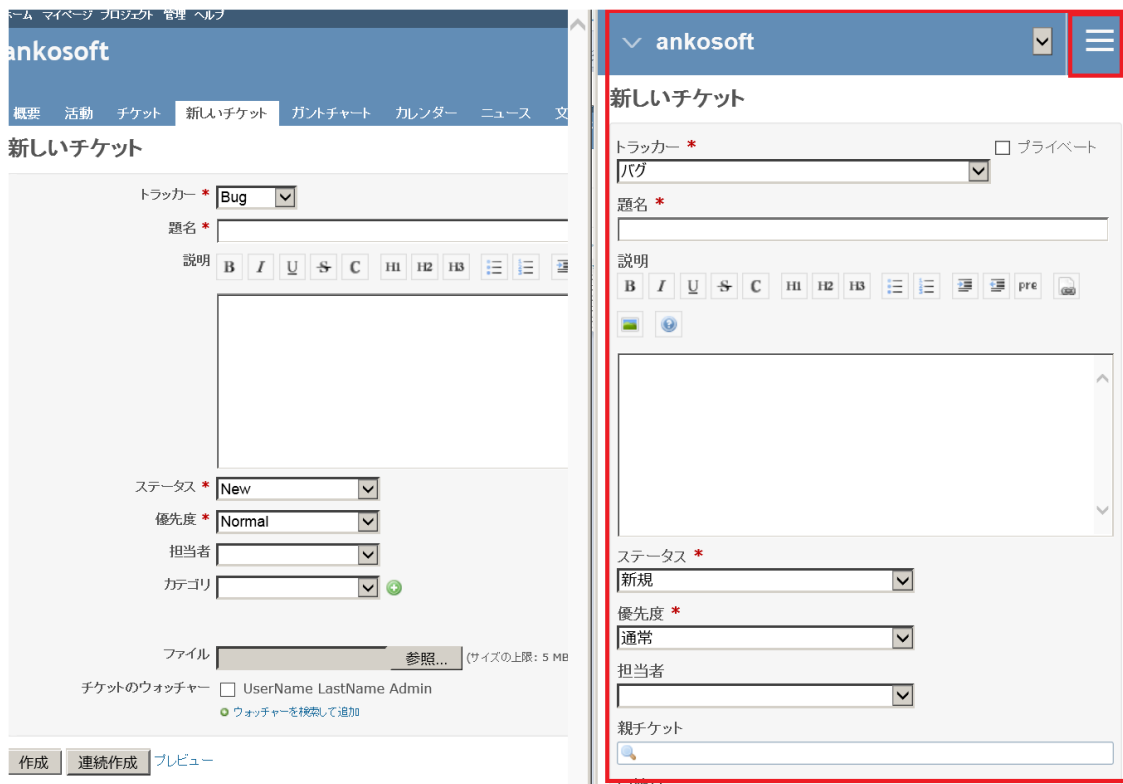 ホーム マイページ プロジェクト 管理 ヘルプ
ankosoft
概要 活動 チケット 新しいチケット ガントチャート カレンダー ニュース 文
新しいチケット
トラッカー * Bug
題名 *
説明 B I U S C H1 H2 H3
ステータス * New
優先度 * Normal
担当者
カテゴリ
ファイル 参照... (サイズの上限: 5 MB
チケットのウォッチャー UserName LastName Admin
ウォッチャーを検索して追加
作成 連続作成 プレビュー
ankosoft
新しいチケット
トラッカー * プライベート
バグ
題名 *
説明
B I U S C H1 H2 H3 pre
ステータス *
新規
優先度 *
通常
担当者
親チケット